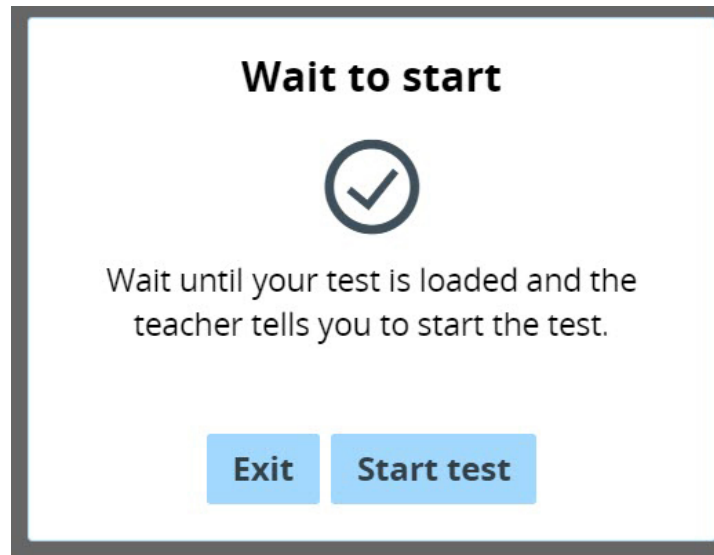 Wait to start
Wait until your test is loaded and the
teacher tells you to start the test.
Exit
Start test